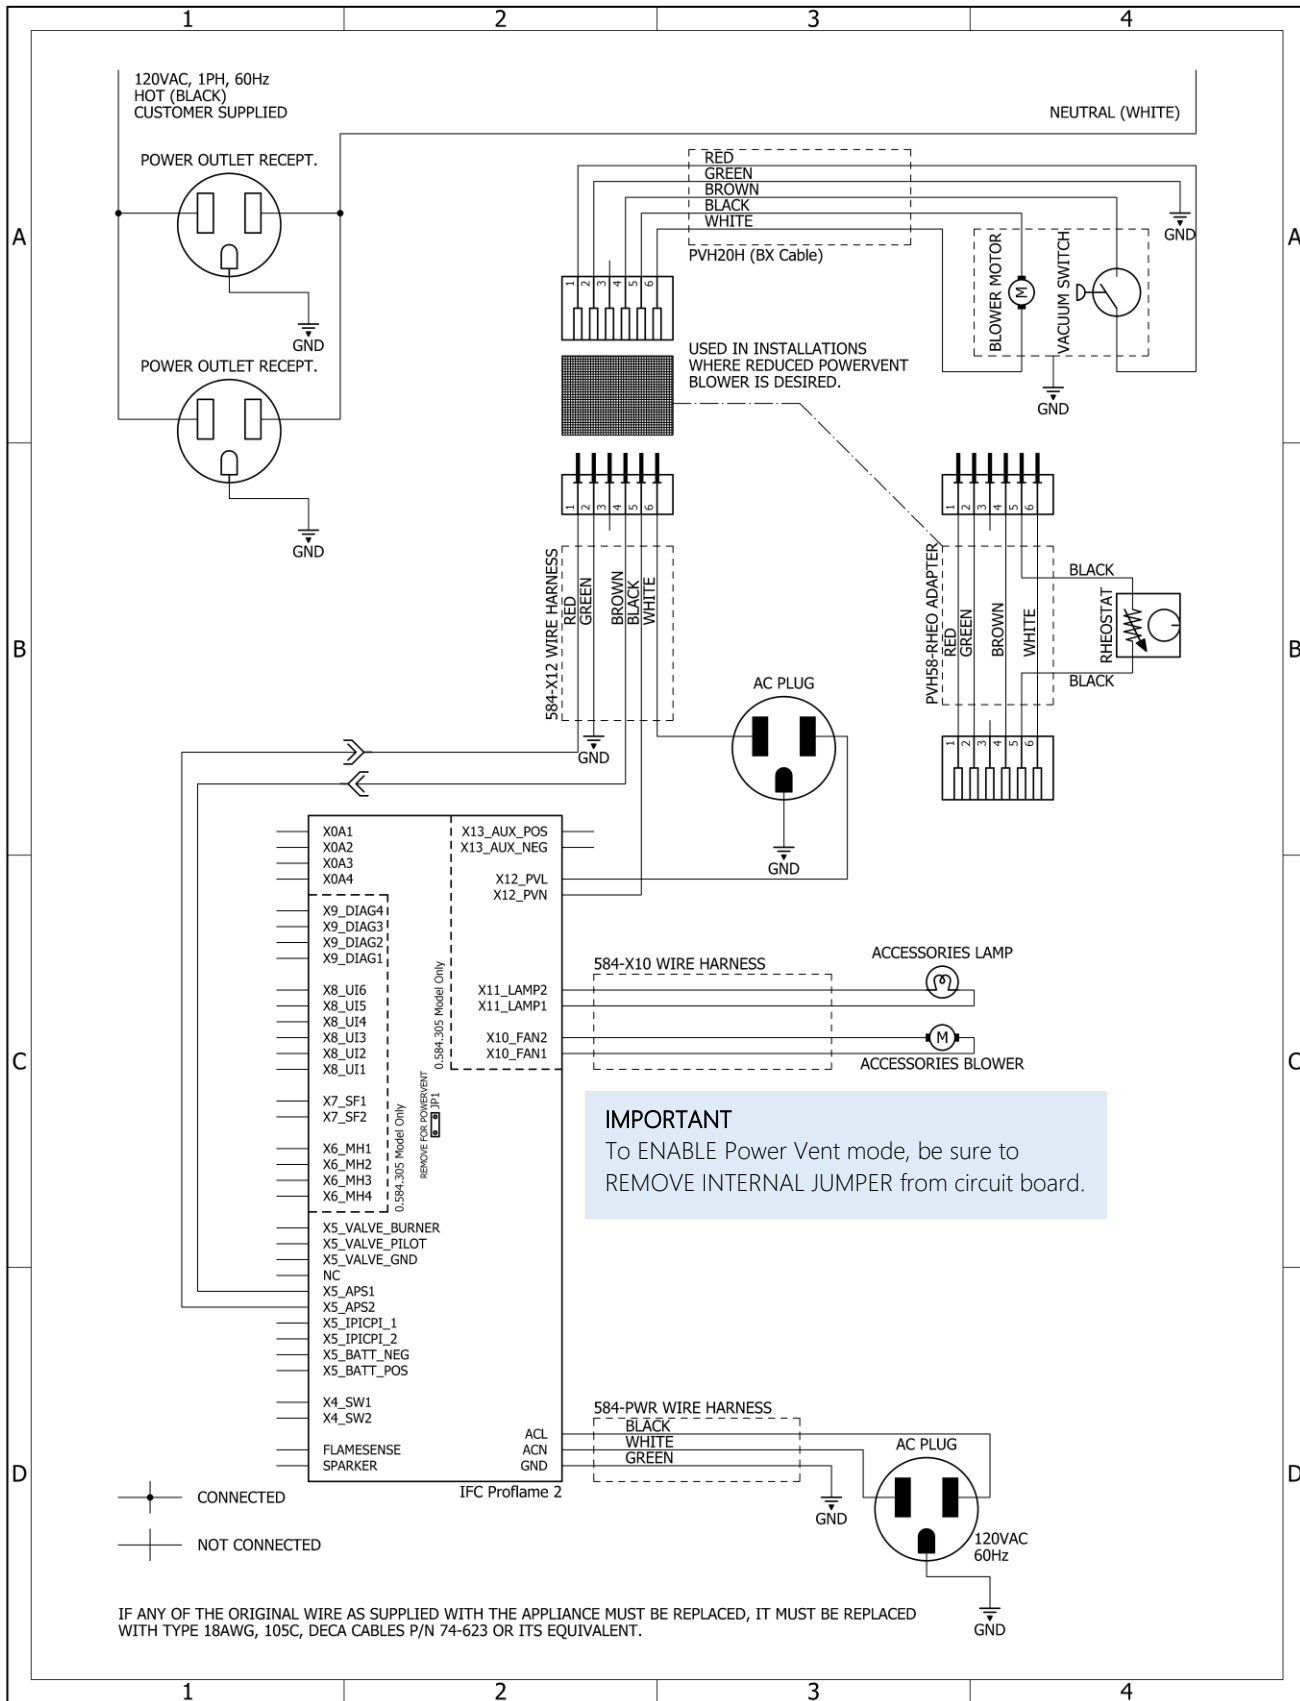 1 2 3 4
120VAC, 1PH, 60Hz
HOT (BLACK)
CUSTOMER SUPPLIED
NEUTRAL (WHITE)
POWER OUTLET RECEPT.
GND
POWER OUTLET RECEPT.
GND
A
A
RED
GREEN
BROWN
BLACK
WHITE
PVH20H (BX Cable)
GND
BLOWER MOTOR
M
VACUUM SWITCH
GND
1 2 3 4 5 6
USED IN INSTALLATIONS
WHERE REDUCED POWERVENT
BLOWER IS DESIRED.
1 2 3 4 5 6
584-X12 WIRE HARNESS
RED
GREEN
BROWN
BLACK
WHITE
GND
1 2 3 4 5 6
PVH58-RHEO ADAPTER
RED
GREEN
BROWN
WHITE
BLACK
RHEOSTAT
BLACK
1 2 3 4 5 6
B
B
AC PLUG
GND
X0A1
X0A2
X0A3
X0A4
X9_DIAG4
X9_DIAG3
X9_DIAG2
X9_DIAG1
X8_UI6
X8_UI5
X8_UI4
X8_UI3
X8_UI2
X8_UI1
X7_SF1
X7_SF2
X6_MH1
X6_MH2
X6_MH3
X6_MH4
0.584.305 Model Only
X5_VALVE_BURNER
X5_VALVE_PILOT
X5_VALVE_GND
NC
X5_APS1
X5_APS2
X5_IPICPI_1
X5_IPICPI_2
X5_BATT_NEG
X5_BATT_POS
X4_SW1
X4_SW2
FLAMESENSE
SPARKER
X13_AUX_POS
X13_AUX_NEG
X12_PVL
X12_PVN
X11_LAMP2
X11_LAMP1
X10_FAN2
X10_FAN1
0.584.305 Model Only
REMOVE FOR POWERVENT
JP1
ACL
ACN
GND
IFC Proflame 2
584-X10 WIRE HARNESS
ACCESSORIES LAMP
M
ACCESSORIES BLOWER
C
C
IMPORTANT
To ENABLE Power Vent mode, be sure to
REMOVE INTERNAL JUMPER from circuit board.
584-PWR WIRE HARNESS
BLACK
WHITE
GREEN
GND
AC PLUG
120VAC
60Hz
GND
D
D
CONNECTED
NOT CONNECTED
IF ANY OF THE ORIGINAL WIRE AS SUPPLIED WITH THE APPLIANCE MUST BE REPLACED, IT MUST BE REPLACED
WITH TYPE 18AWG, 105C, DECA CABLES P/N 74-623 OR ITS EQUIVALENT.
1 2 3 4